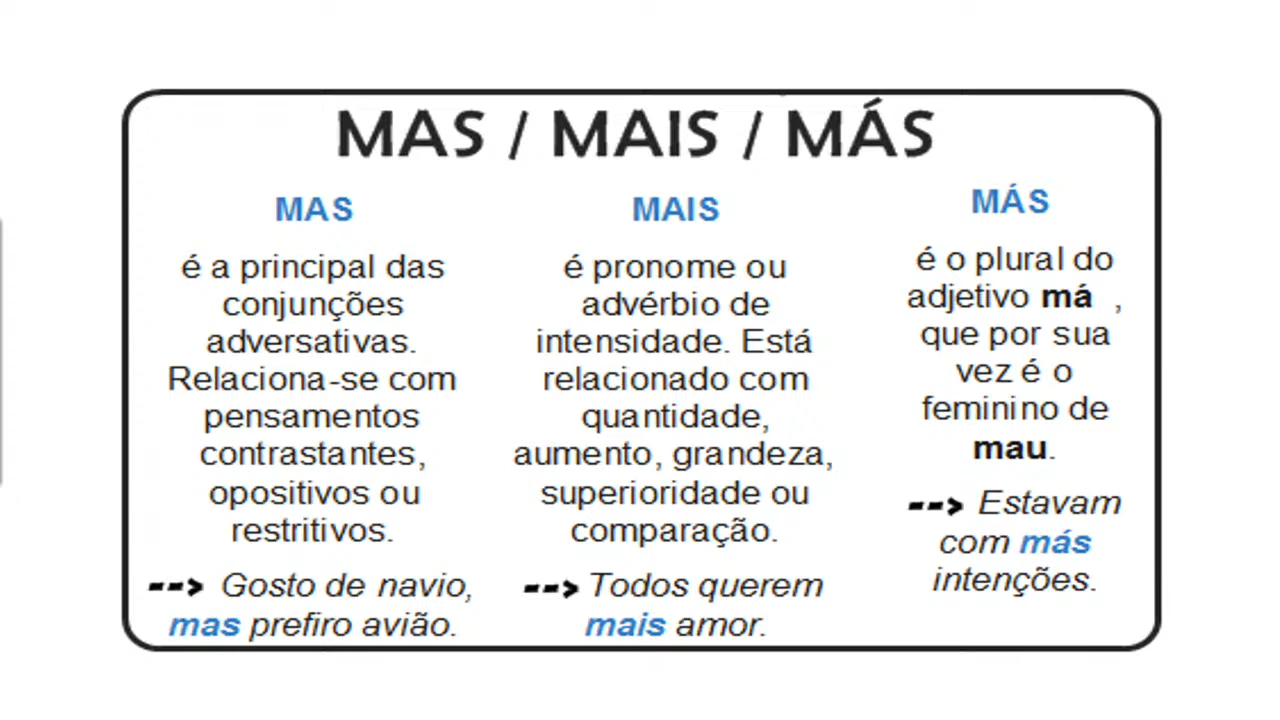 MAS / MAIS / MÁS
MAS
é a principal das
conjunções
adversativas.
Relaciona-se com
pensamentos
contrastantes,
opositivos ou
restritivos.
--> Gosto de navio,
mas prefiro avião.
MAIS
é pronome ou
advérbio de
intensidade. Está
relacionado com
quantidade,
aumento, grandeza,
superioridade ou
comparação.
--> Todos querem
mais amor.
MÁS
é o plural do
adjetivo má ,
que por sua
vez é o
feminino de
mau.
--> Estavam
com más
intenções.